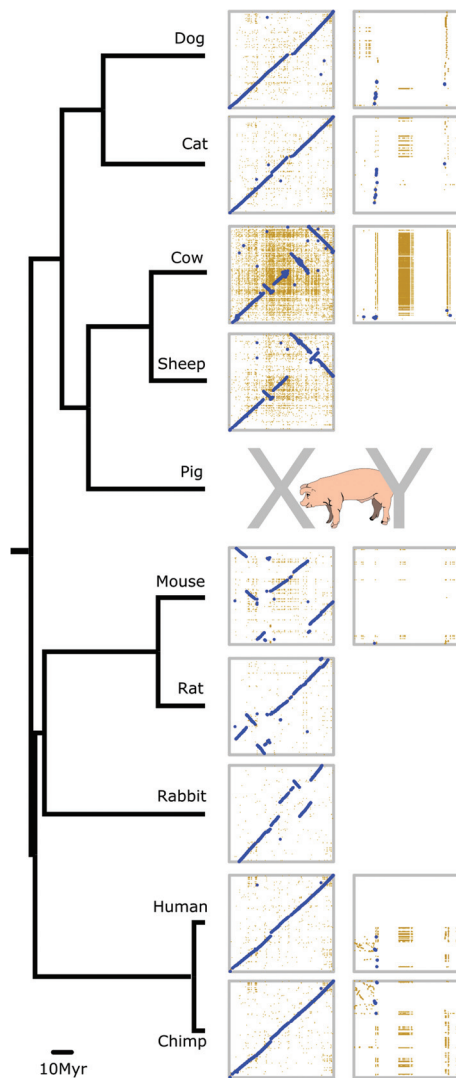 Dog
Cat
Cow
Sheep
Pig
X Y
Mouse
Rat
Rabbit
Human
Chimp
10Myr